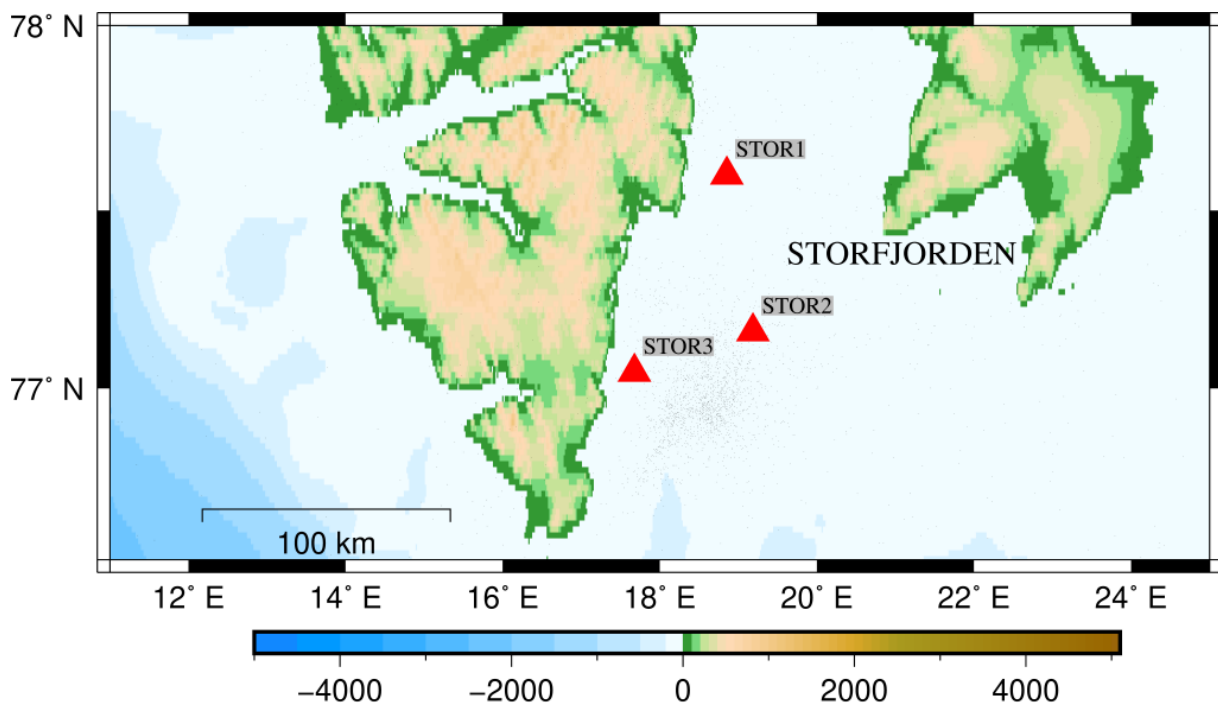 78° N
STOR1
STORFJORDEN
STOR2
STOR3
77° N
100 km
12° E 14° E 16° E 18° E 20° E 22° E 24° E
−4000 −2000 0 2000 4000